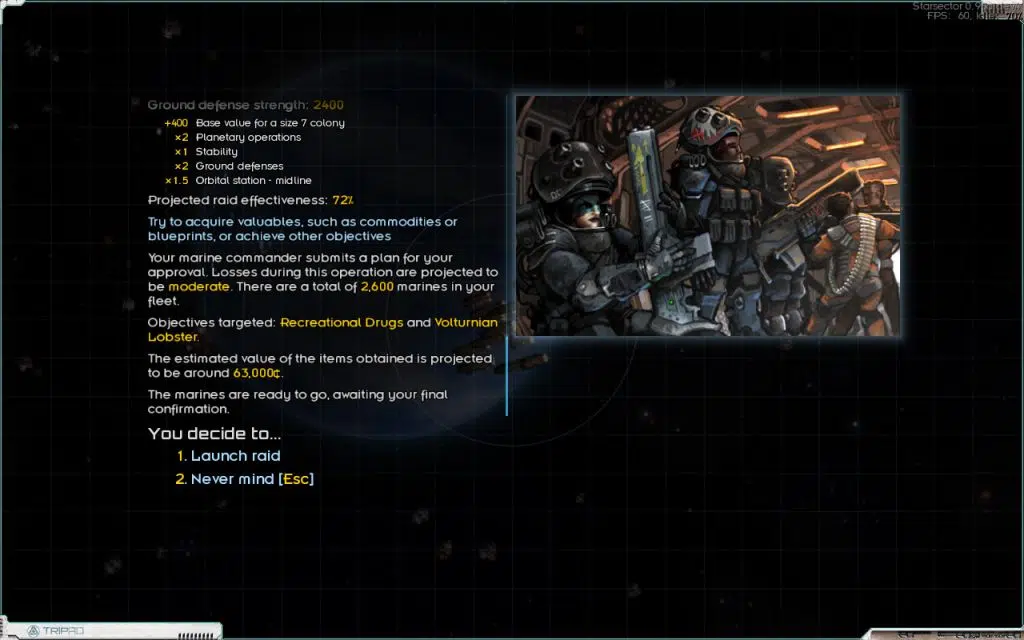 Starsector 0.9
FPS: 60,
Ground defense strength: 2400
+400 Base value for a size 7 colony
×2 Planetary operations
×1 Stability
×2 Ground defenses
×1.5 Orbital station - midline
Projected raid effectiveness: 72%
Try to acquire valuables, such as commodities or
blueprints, or achieve other objectives
Your marine commander submits a plan for your
approval. Losses during this operation are projected to
be moderate. There are a total of 2,600 marines in your
fleet.
Objectives targeted: Recreational Drugs and Volturnian
Lobster.
The estimated value of the items obtained is projected
to be around 63,000¢.
The marines are ready to go, awaiting your final
confirmation.
You decide to...
1. Launch raid
2. Never mind [Esc]
TRIPAD